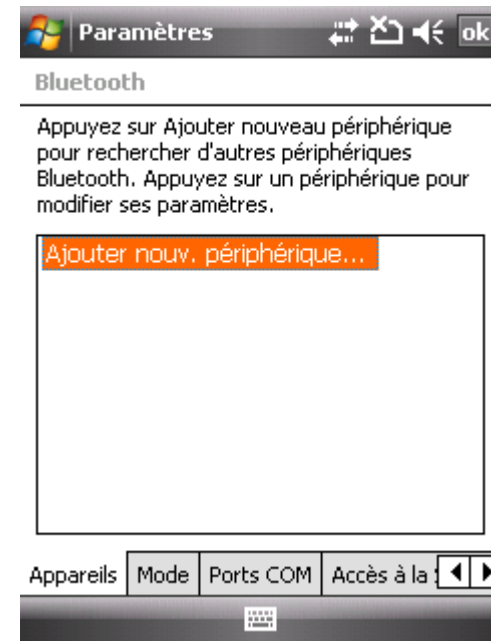 Paramètres ok
Bluetooth
Appuyez sur Ajouter nouveau périphérique
pour rechercher d'autres périphériques
Bluetooth. Appuyez sur un périphérique pour
modifier ses paramètres.
Ajouter nouv. périphérique...
Appareils Mode Ports COM Accès à la